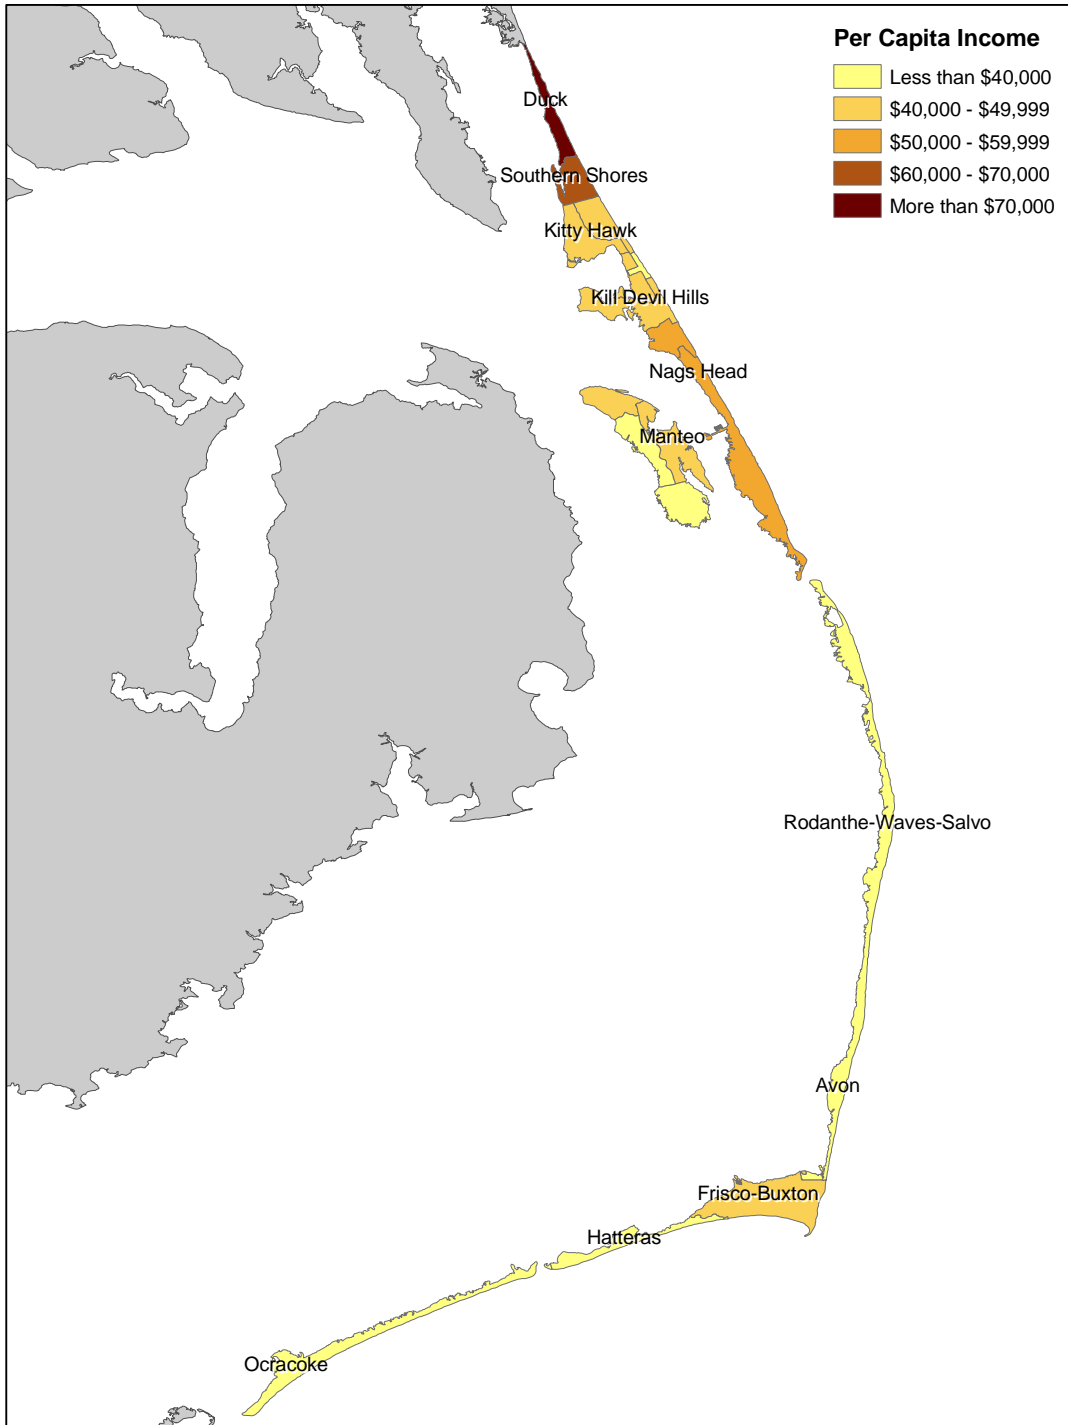 Per Capita Income
Less than $40,000
$40,000 - $49,999
$50,000 - $59,999
$60,000 - $70,000
More than $70,000
Duck
Southern Shores
Kitty Hawk
Kill Devil Hills
Nags Head
Manteo
Rodanthe-Waves-Salvo
Avon
Frisco-Buxton
Hatteras
Ocracoke